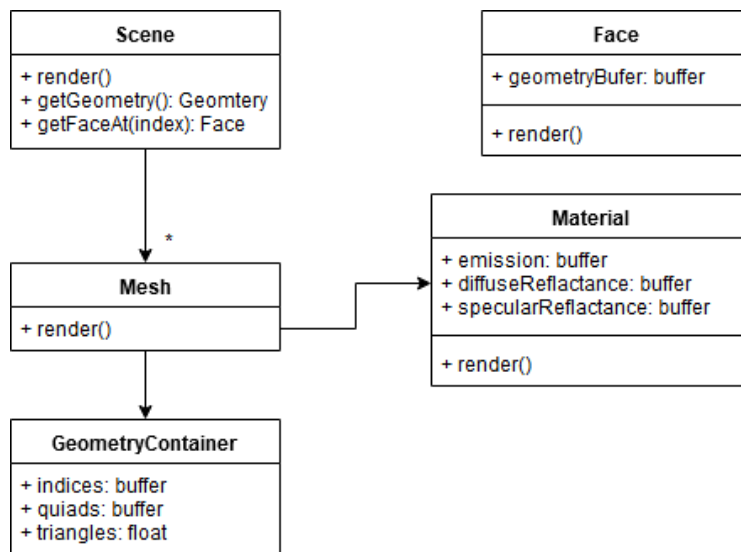 Scene
+ render()
+ getGeometry(): Geomtery
+ getFaceAt(index): Face
Face
+ geometryBufer: buffer
+ render()
*
Mesh
+ render()
Material
+ emission: buffer
+ diffuseReflactance: buffer
+ specularReflactance: buffer
+ render()
GeometryContainer
+ indices: buffer
+ quiads: buffer
+ triangles: float